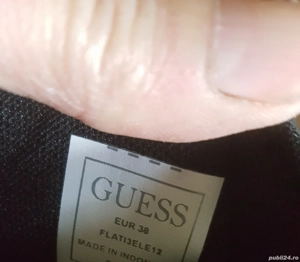 GUESS
EUR 38
FLATI3ELE12
MADE IN
publi24.ro